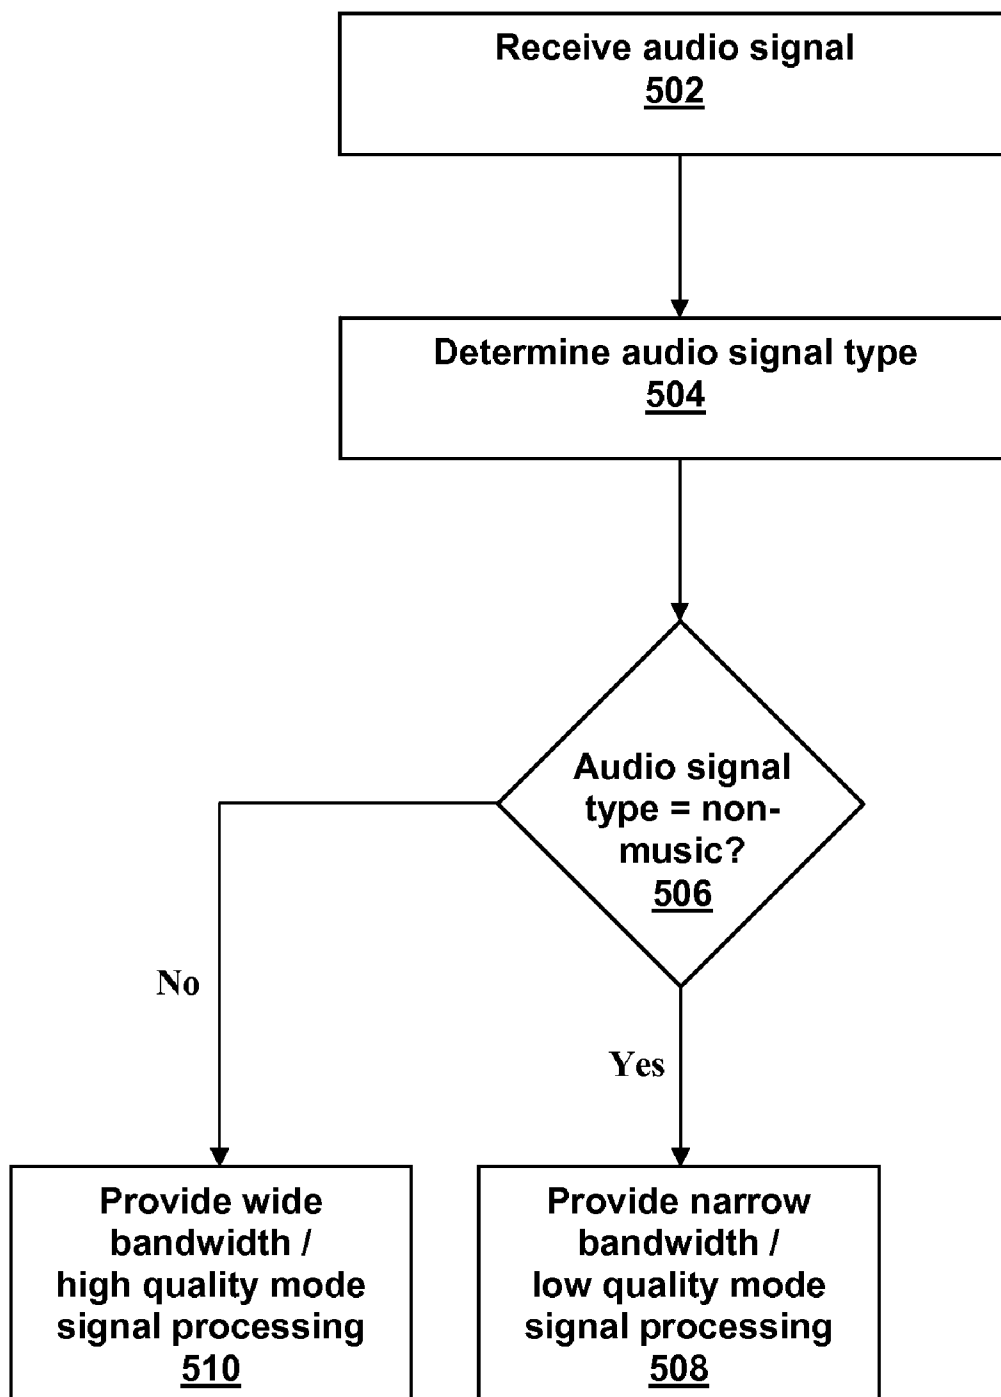 Receive audio signal
502
Determine audio signal type
504
Audio signal
type = non-
music?
506
No
Yes
Provide wide
bandwidth /
high quality mode
signal processing
510
Provide narrow
bandwidth /
low quality mode
signal processing
508